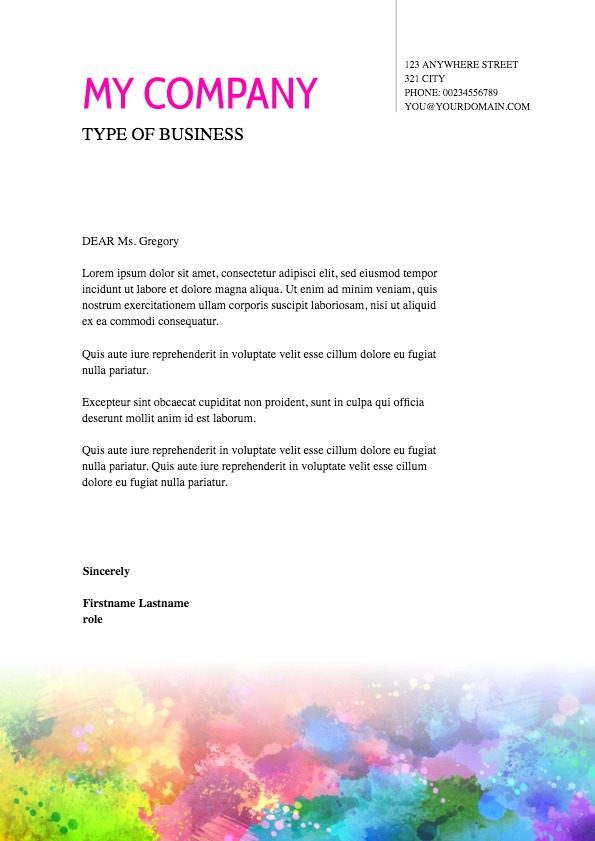 MY COMPANY
TYPE OF BUSINESS
123 ANYWHERE STREET
321 CITY
PHONE: 00234556789
YOU@YOURDOMAIN.COM
DEAR Ms. Gregory
Lorem ipsum dolor sit amet, consectetur adipisci elit, sed eiusmod tempor
incidunt ut labore et dolore magna aliqua. Ut enim ad minim veniam, quis
nostrum exercitationem ullam corporis suscipit laboriosam, nisi ut aliquid
ex ea commodi consequatur.
Quis aute iure reprehenderit in voluptate velit esse cillum dolore eu fugiat
nulla pariatur.
Excepteur sint obcaecat cupiditat non proident, sunt in culpa qui officia
deserunt mollit anim id est laborum.
Quis aute iure reprehenderit in voluptate velit esse cillum dolore eu fugiat
nulla pariatur. Quis aute iure reprehenderit in voluptate velit esse cillum
dolore eu fugiat nulla pariatur.
Sincerely
Firstname Lastname
role